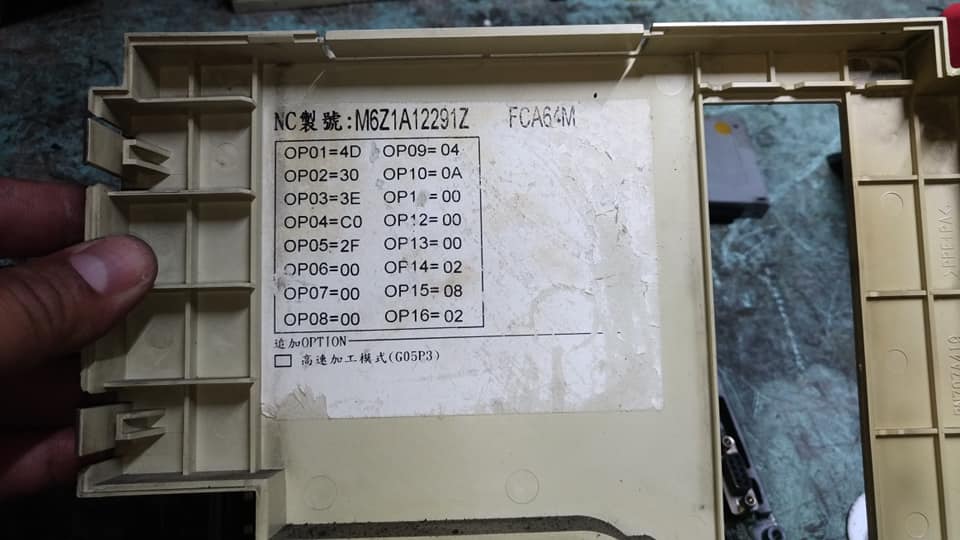 NC製號:M6Z1A12291Z FCA64M
OP01=4D OP09=04
OP02=30 OP10=0A
OP03=3E OP1 =00
OP04=C0 OP12=00
OP05=2F OP13=00
OP06=00 OP14=02
OP07=00 OP15=08
OP08=00 OP16=02
追加OPTION
高速加工模式(G05P3)